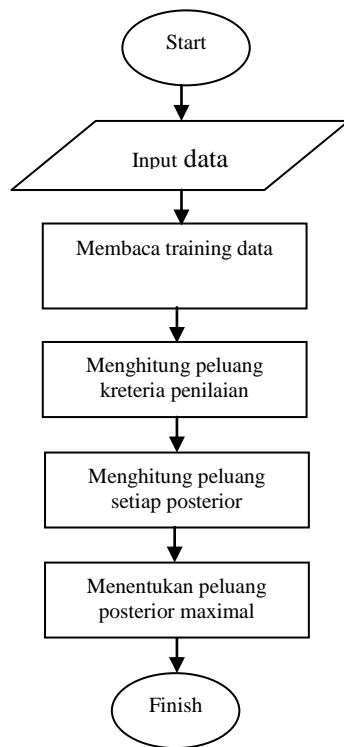 Start
Input data
Membaca training data
Menghitung peluang
kreteria penilaian
Menghitung peluang
setiap posterior
Menentukan peluang
posterior maximal
Finish